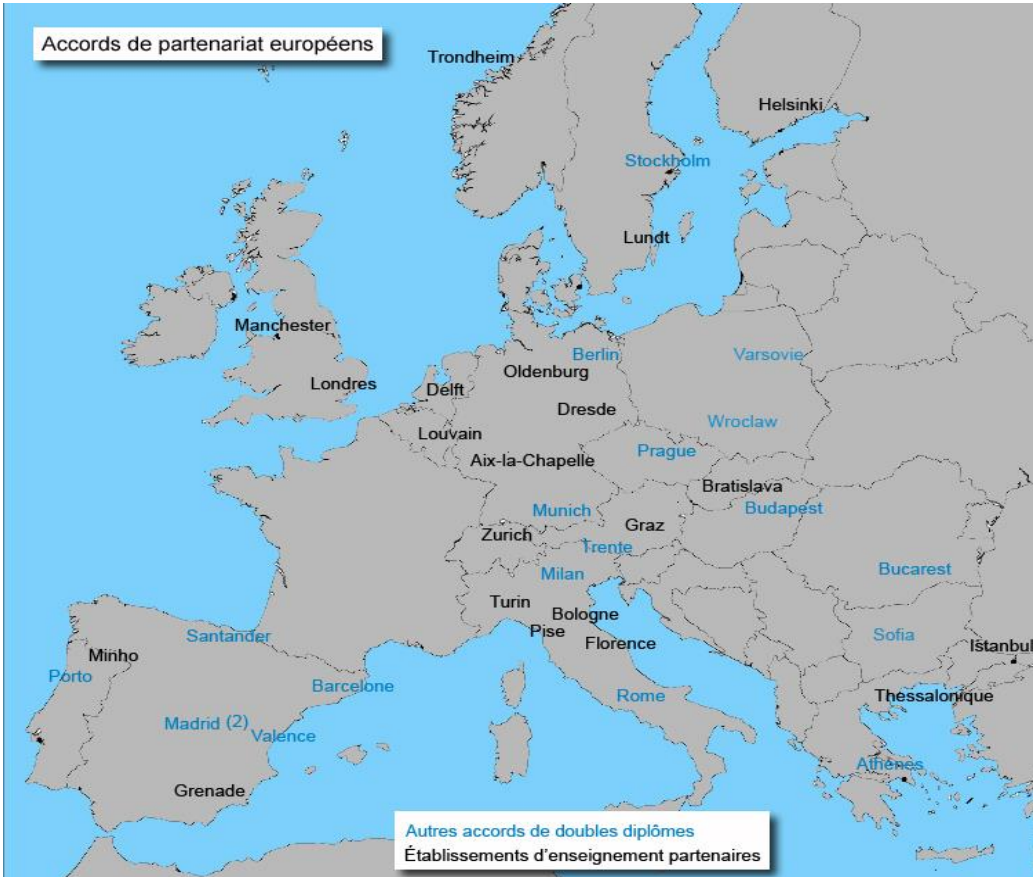 Accords de partenariat européens
Trondheim
Helsinki
Stockholm
Lundt
Manchester
Londres
Delft
Berlin
Oldenburg
Varsovie
Dresde
Wroclaw
Louvain
Prague
Aix-la-Chapelle
Bratislava
Munich
Budapest
Graz
Zurich
Trente
Milan
Bucarest
Turin
Bologne
Pise
Florence
Santander
Sofia
Istanbul
Minho
Porto
Barcelone
Rome
Thessalonique
Madrid (2)
Valence
Athènes
Grenade
Autres accords de doubles diplômes
Établissements d'enseignement partenaires